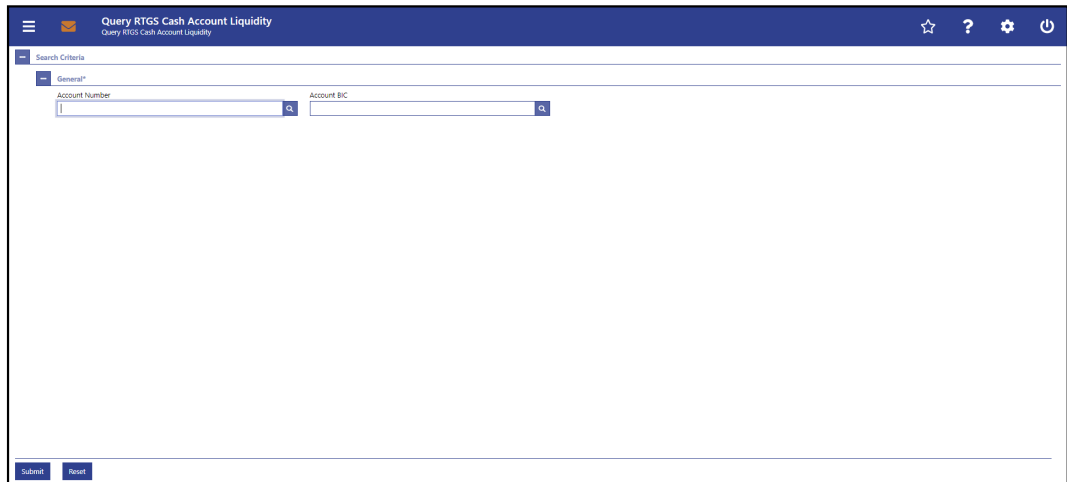 Query RTGS Cash Account Liquidity
Query RTGS Cash Account Liquidity
Search Criteria
General*
Account Number Account BIC
Submit Reset